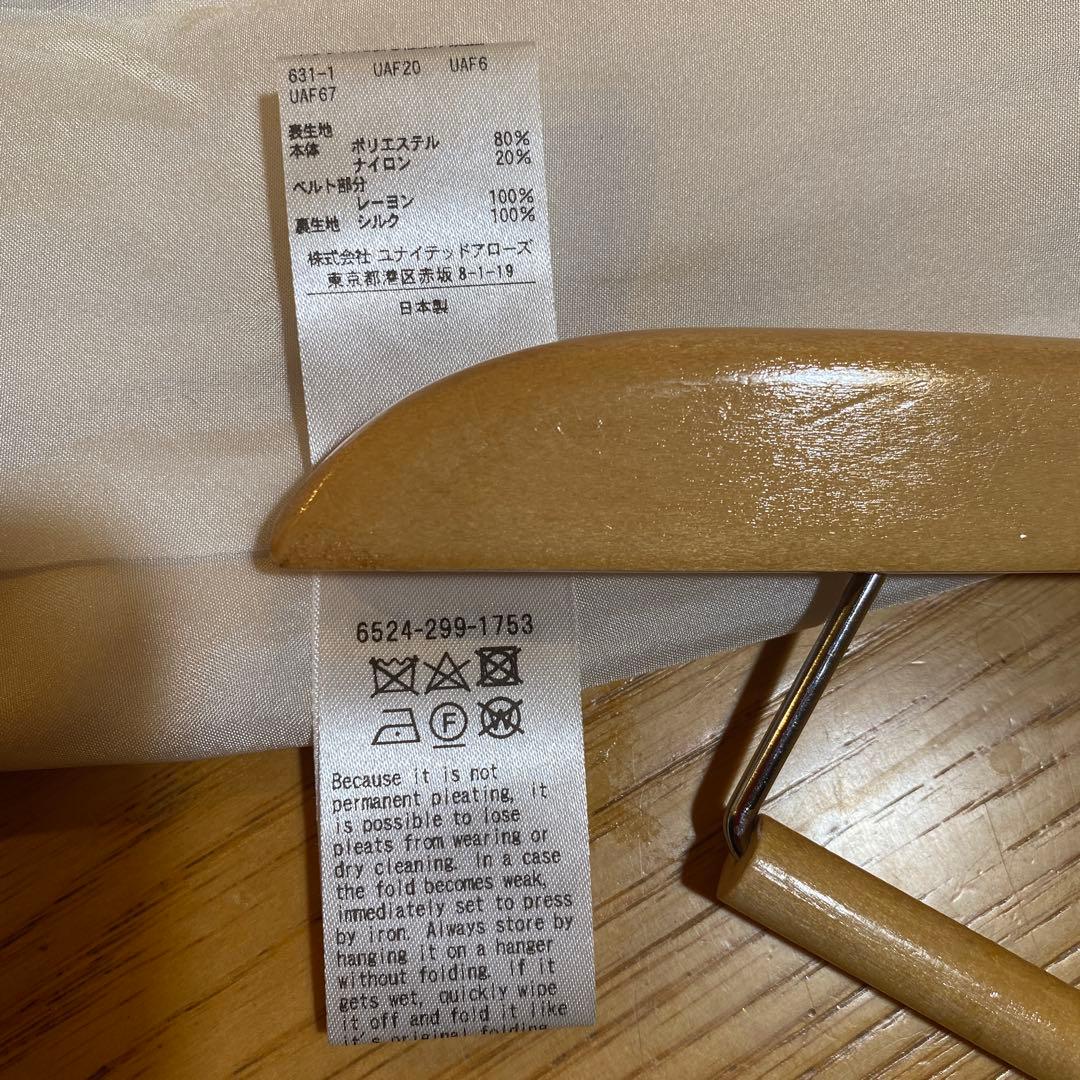 631-1 UAF20 UAF6
UAF67
表生地
本体 ポリエステル 80%
ナイロン 20%
ベルト部分
レーヨン 100%
裏生地 シルク 100%
株式会社 ユナイテッドアローズ
東京都港区赤坂 8-1-19
日本製
6524-299-1753
F W
Because it is not
permanent pleating, it
is possible to lose
pleats from wearing or
dry cleaning. In a case
the fold becomes weak,
immediately set to press
by iron. Always store by
hanging it on a hanger
without folding. If it
gets wet, quickly wipe
it off and fold it like
it's original folding